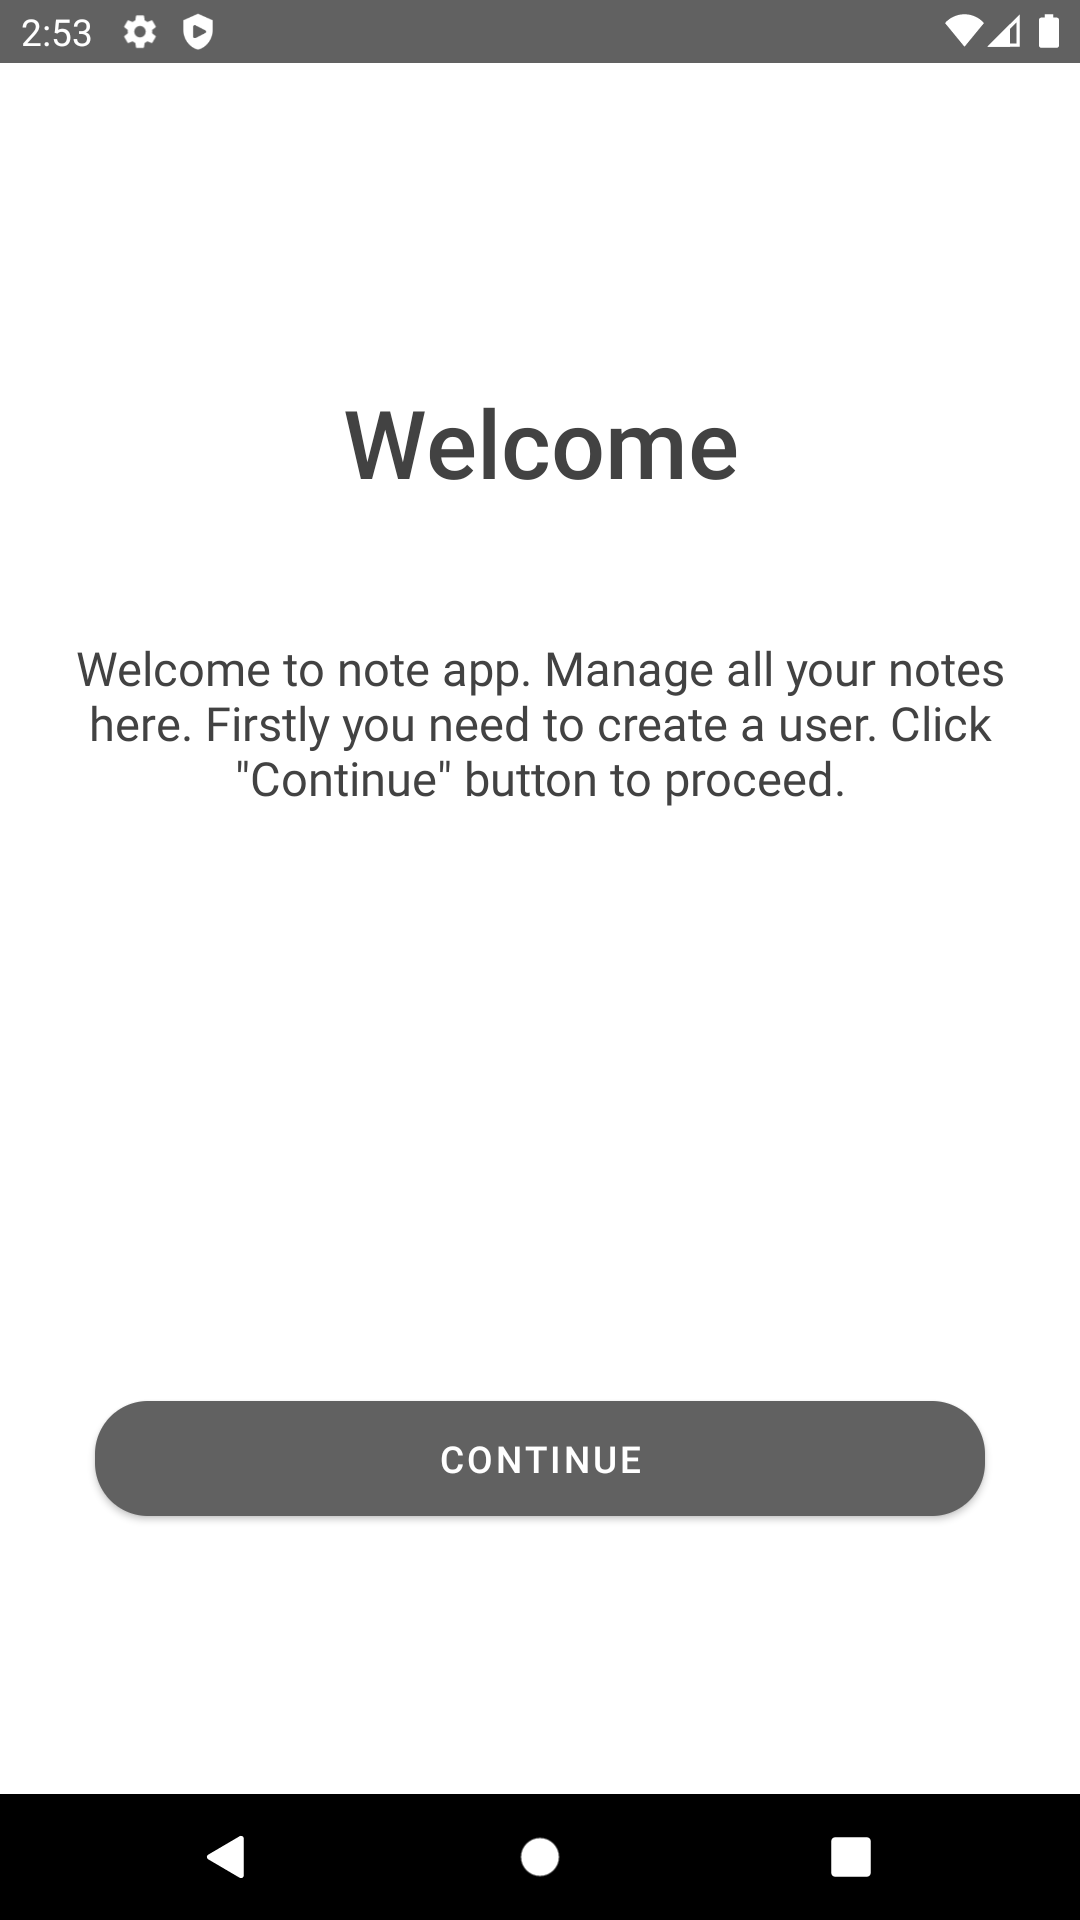 2:53
Welcome
Welcome to note app. Manage all your notes
here. Firstly you need to create a user. Click
"Continue" button to proceed.
CONTINUE